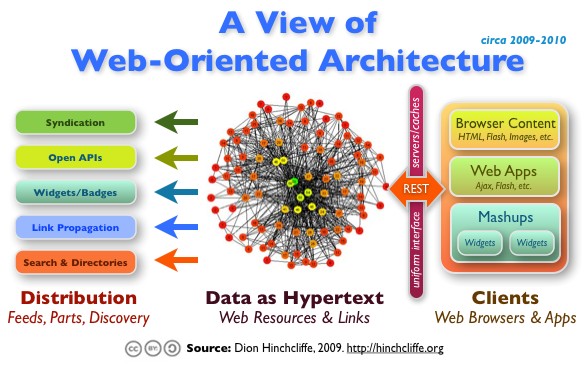 A View of
Web-Oriented Architecture
circa 2009-2010
Syndication
Open APIs
Widgets/Badges
Link Propagation
Search & Directories
servers/caches
REST
uniform interface
Browser Content
HTML, Flash, Images, etc.
Web Apps
Ajax, Flash, etc.
Mashups
Widgets
Widgets
Distribution
Feeds, Parts, Discovery
Data as Hypertext
Web Resources & Links
Clients
Web Browsers & Apps
cc BY: Source: Dion Hinchcliffe, 2009. http://hinchcliffe.org